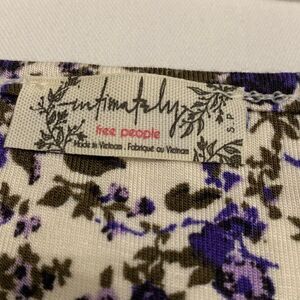 intimately
free people
Made in Vietnam . Fabriqué au Vietnam
S P